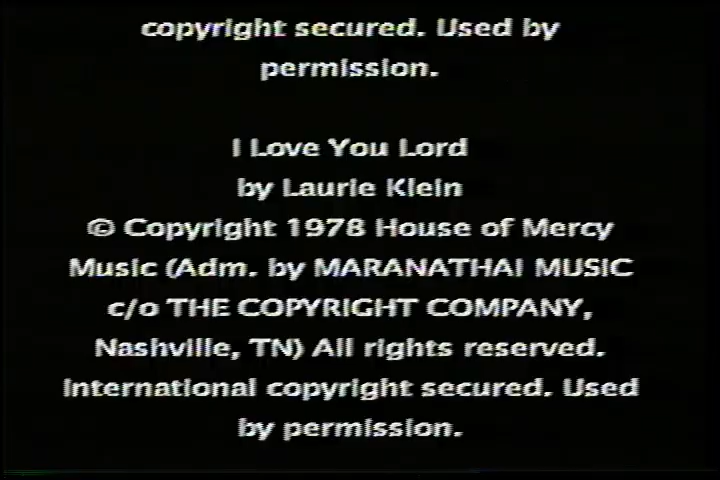 copyright secured. Used by
permission.
I Love You Lord
by Laurie Klein
© Copyright 1978 House of Mercy
Music (Adm. by MARANATHA! MUSIC
c/o THE COPYRIGHT COMPANY,
Nashville, TN) All rights reserved.
International copyright secured. Used
by permission.